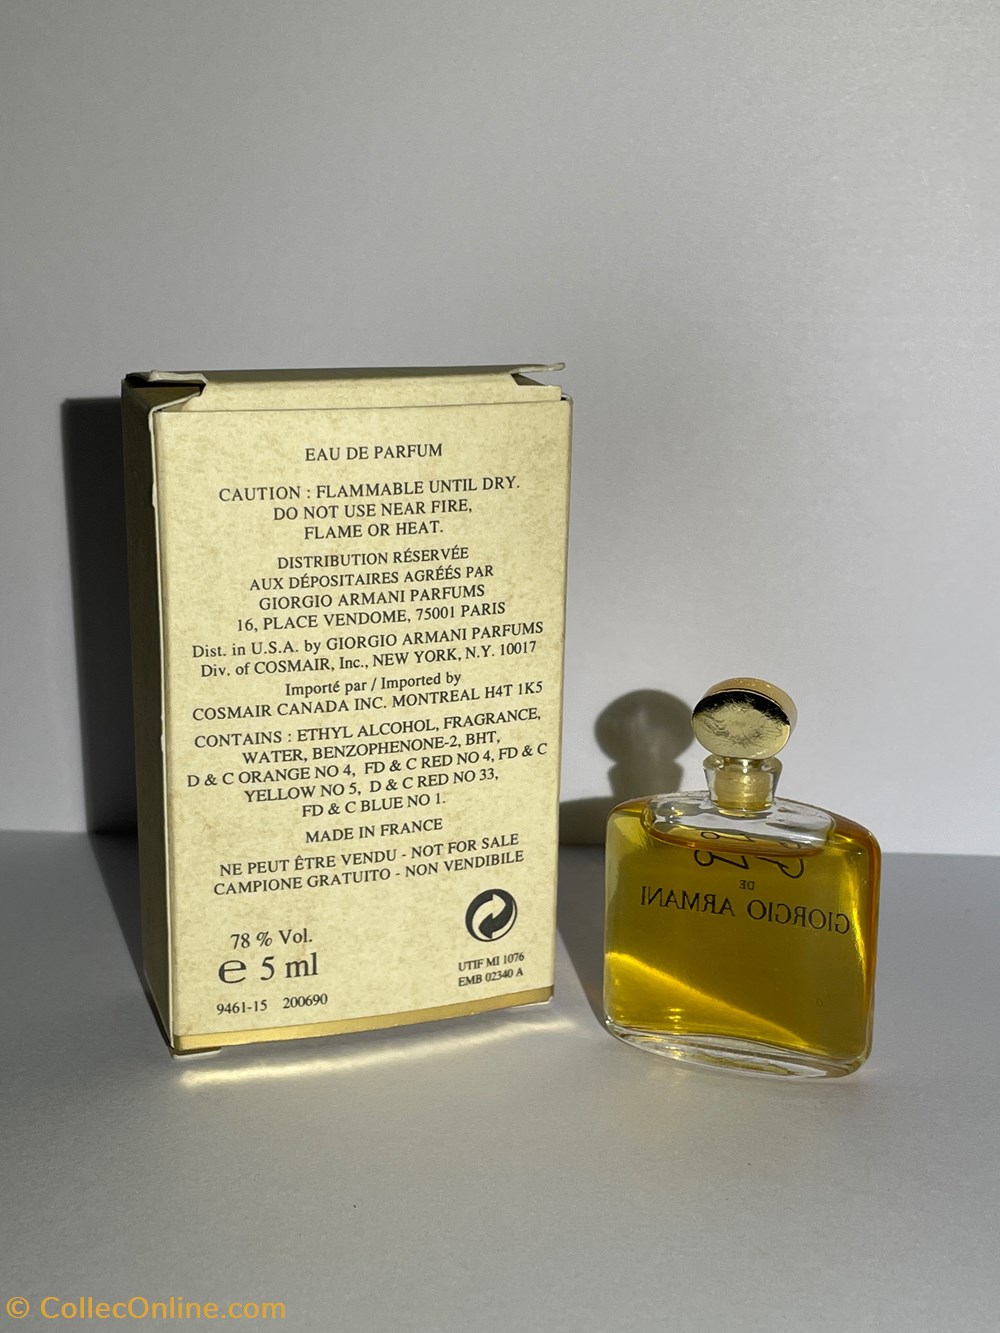 EAU DE PARFUM
CAUTION : FLAMMABLE UNTIL DRY.
DO NOT USE NEAR FIRE,
FLAME OR HEAT.
DISTRIBUTION RÉSERVÉE
AUX DÉPOSITAIRES AGRÉÉS PAR
GIORGIO ARMANI PARFUMS
16, PLACE VENDOME, 75001 PARIS
Dist. in U.S.A. by GIORGIO ARMANI PARFUMS
Div. of COSMAIR, Inc., NEW YORK, N.Y. 10017
Importé par / Imported by
COSMAIR CANADA INC. MONTREAL H4T 1K5
CONTAINS : ETHYL ALCOHOL, FRAGRANCE,
WATER, BENZOPHENONE-2, BHT,
D & C ORANGE NO 4, FD & C RED NO 4, FD & C
YELLOW NO 5, D & C RED NO 33,
FD & C BLUE NO 1.
MADE IN FRANCE
NE PEUT ÊTRE VENDU - NOT FOR SALE
CAMPIONE GRATUITO - NON VENDIBILE
78 % Vol.
℮ 5 ml
9461-15 200690
UTIF MI 1076
EMB 02340 A
DE
GIORGIO ARMANI
© CollecOnline.com